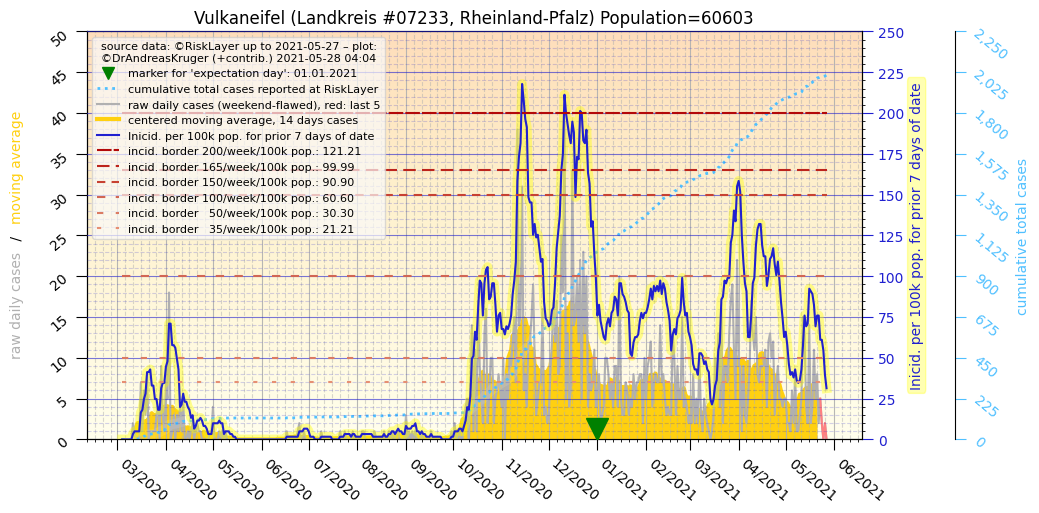 Vulkaneifel (Landkreis #07233, Rheinland-Pfalz) Population=60603
source data: ©RiskLayer up to 2021-05-27 – plot:
©DrAndreasKruger (+contrib.) 2021-05-28 04:04
marker for 'expectation day': 01.01.2021
cumulative total cases reported at RiskLayer
raw daily cases (weekend-flawed), red: last 5
centered moving average, 14 days cases
Inicid. per 100k pop. for prior 7 days of date
incid. border 200/week/100k pop.: 121.21
incid. border 165/week/100k pop.: 99.99
incid. border 150/week/100k pop.: 90.90
incid. border 100/week/100k pop.: 60.60
incid. border 50/week/100k pop.: 30.30
incid. border 35/week/100k pop.: 21.21
raw daily cases / moving average
50
45
40
35
30
25
20
15
10
5
0
250
225
200
175
150
125
100
75
50
25
0
Inicid. per 100k pop. for prior 7 days of date
2,250
2,025
1,800
1,575
1,350
1,125
900
675
450
225
0
cumulative total cases
03/2020
04/2020
05/2020
06/2020
07/2020
08/2020
09/2020
10/2020
11/2020
12/2020
01/2021
02/2021
03/2021
04/2021
05/2021
06/2021